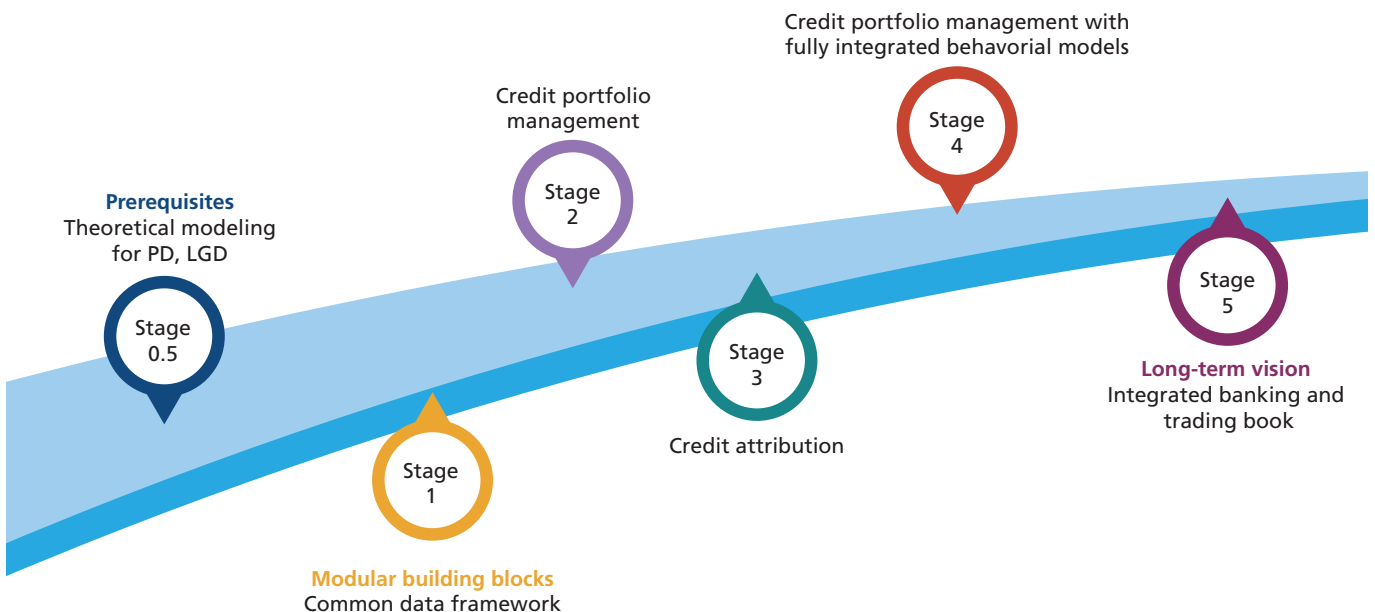 Prerequisites
Theoretical modeling
for PD, LGD
Stage
0.5
Modular building blocks
Common data framework
Stage
1
Credit portfolio
management
Stage
2
Credit attribution
Stage
3
Credit portfolio management with
fully integrated behavorial models
Stage
4
Long-term vision
Integrated banking and
trading book
Stage
5